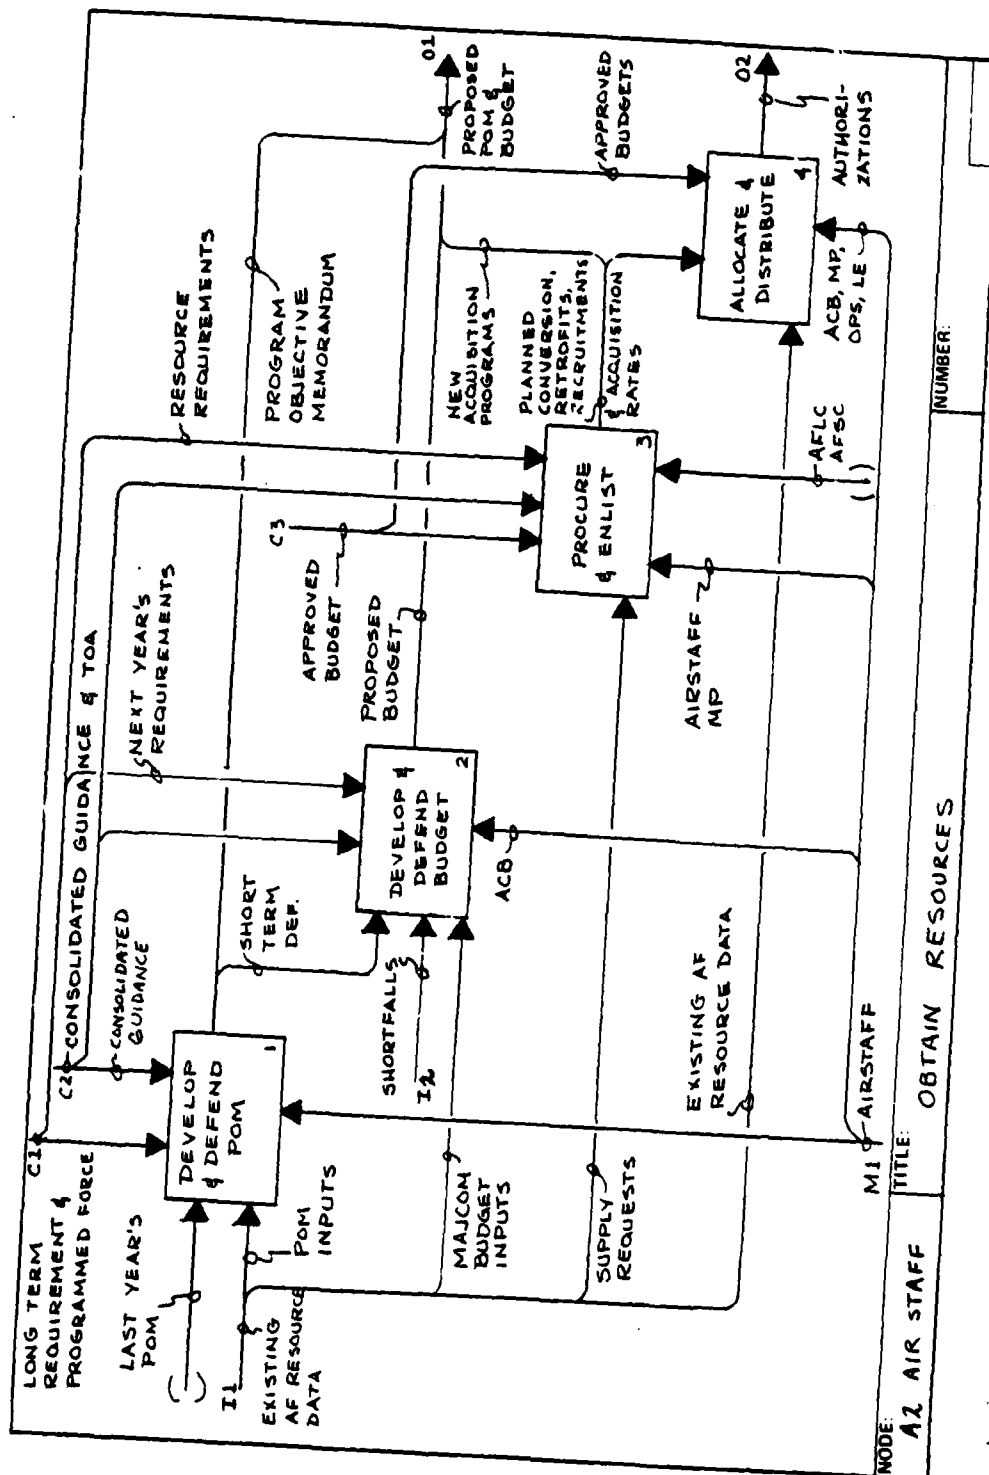 LONG TERM
REQUIREMENT &
PROGRAMMED FORCE
C1
C2
CONSOLIDATED GUIDANCE & TOA
CONSOLIDATED
GUIDANCE
NEXT YEAR'S
REQUIREMENTS
RESOURCE
REQUIREMENTS
LAST YEAR'S
POM
I1
EXISTING
AF RESOURCE
DATA
POM
INPUTS
DEVELOP
& DEFEND
POM
1
SHORT
TERM
DEF.
SHORTFALLS
I2
MAJCOM
BUDGET
INPUTS
SUPPLY
REQUESTS
EXISTING AF
RESOURCE DATA
DEVELOP &
DEFEND
BUDGET
2
ACB
C3
APPROVED
BUDGET
PROPOSED
BUDGET
PROGRAM
OBJECTIVE
MEMORANDUM
PROCURE
& ENLIST
3
AIRSTAFF
MP
AFLC
AFSC
NEW
ACQUISITION
PROGRAMS
PLANNED
CONVERSION,
RETROFITS,
RECRUITMENTS
& ACQUISITION
RATES
PROPOSED
POM &
BUDGET
O1
APPROVED
BUDGETS
ALLOCATE &
DISTRIBUTE
4
ACB, MP,
OPS, LE
O2
AUTHORI-
ZATIONS
M1
AIRSTAFF
NODE:
A2 AIR STAFF
TITLE:
OBTAIN RESOURCES
NUMBER: